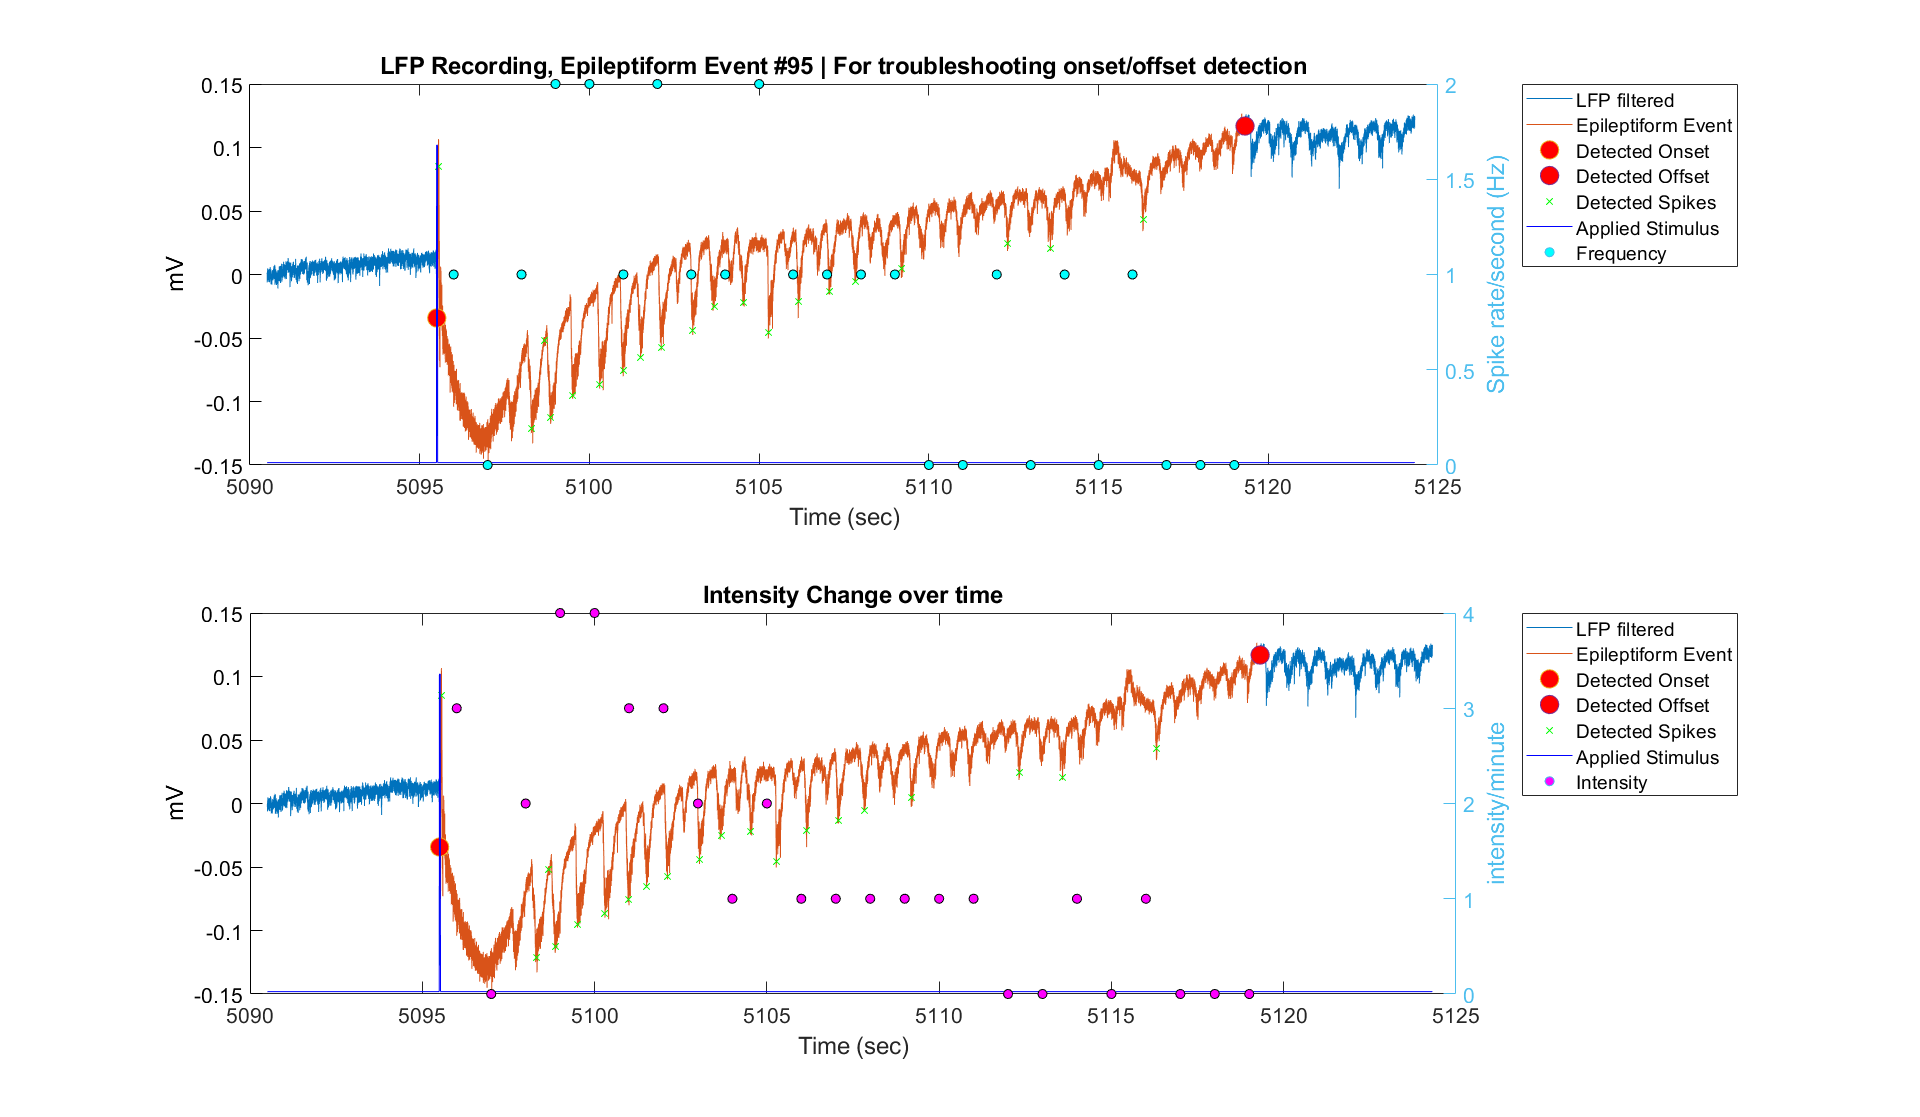 LFP Recording, Epileptiform Event #95 | For troubleshooting onset/offset detection
0.15
0.1
0.05
0
-0.05
-0.1
-0.15
mV
5090
5095
5100
5105
5110
5115
5120
5125
Time (sec)
2
1.5
1
0.5
0
Spike rate/second (Hz)
LFP filtered
Epileptiform Event
Detected Onset
Detected Offset
Detected Spikes
Applied Stimulus
Frequency
Intensity Change over time
0.15
0.1
0.05
0
-0.05
-0.1
-0.15
mV
5090
5095
5100
5105
5110
5115
5120
5125
Time (sec)
4
3
2
1
0
intensity/minute
LFP filtered
Epileptiform Event
Detected Onset
Detected Offset
Detected Spikes
Applied Stimulus
Intensity